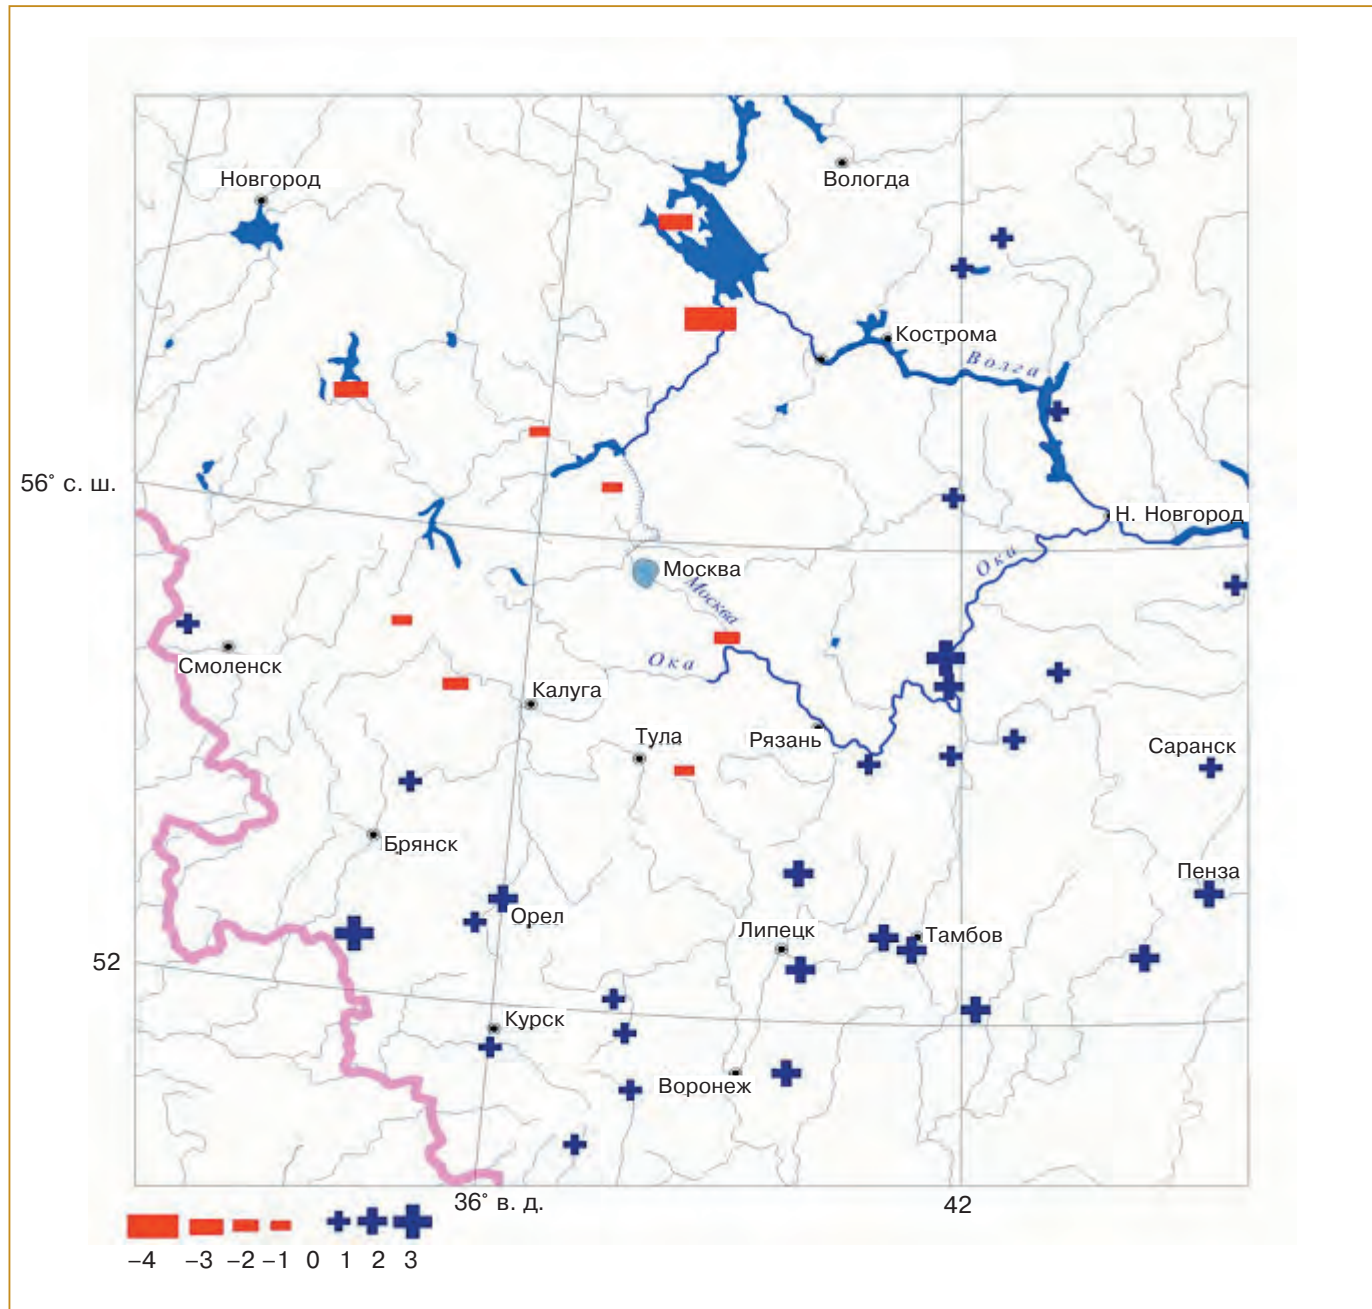 Новгород
Вологда
Кострома
Волга
56° с. ш.
Н. Новгород
Ока
Москва
Москва
Смоленск
Ока
Калуга
Тула
Рязань
Саранск
Брянск
Пенза
Орел
Липецк
Тамбов
52
Курск
Воронеж
36° в. д.
42
−4 −3 −2 −1 0 1 2 3